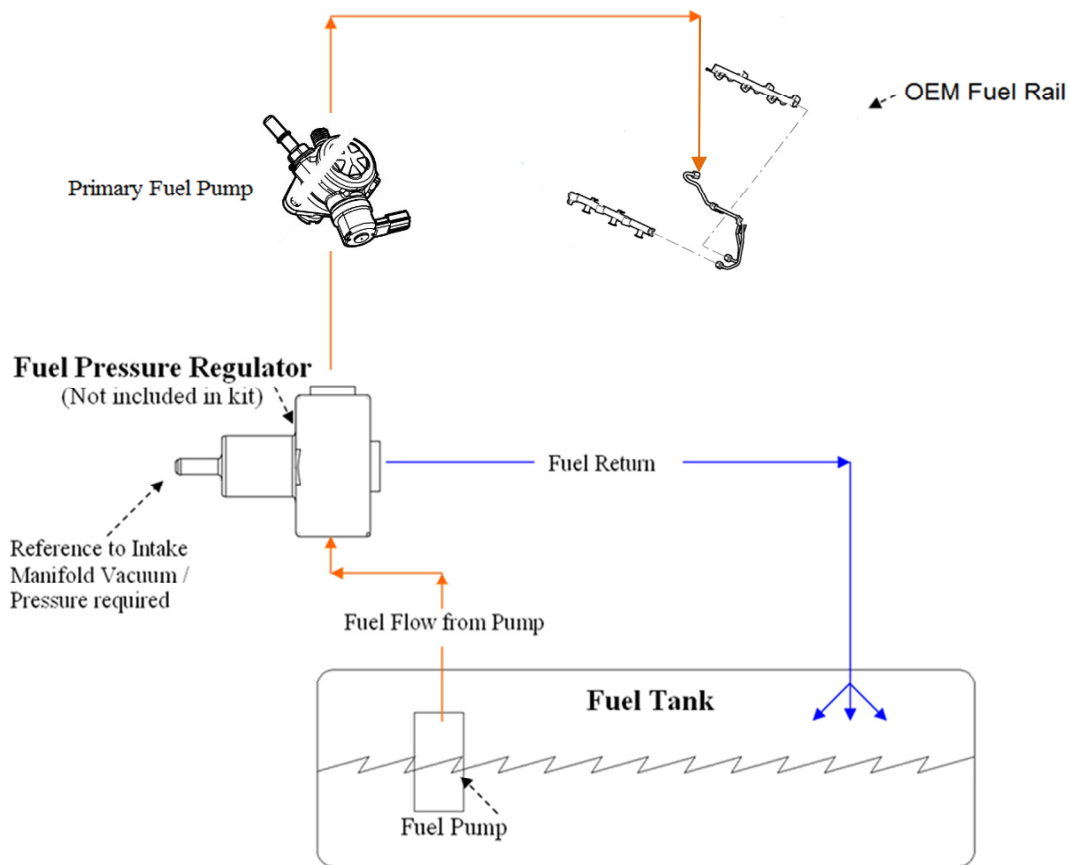 OEM Fuel Rail
Primary Fuel Pump
Fuel Pressure Regulator
(Not included in kit)
Fuel Return
Reference to Intake
Manifold Vacuum /
Pressure required
Fuel Flow from Pump
Fuel Tank
Fuel Pump